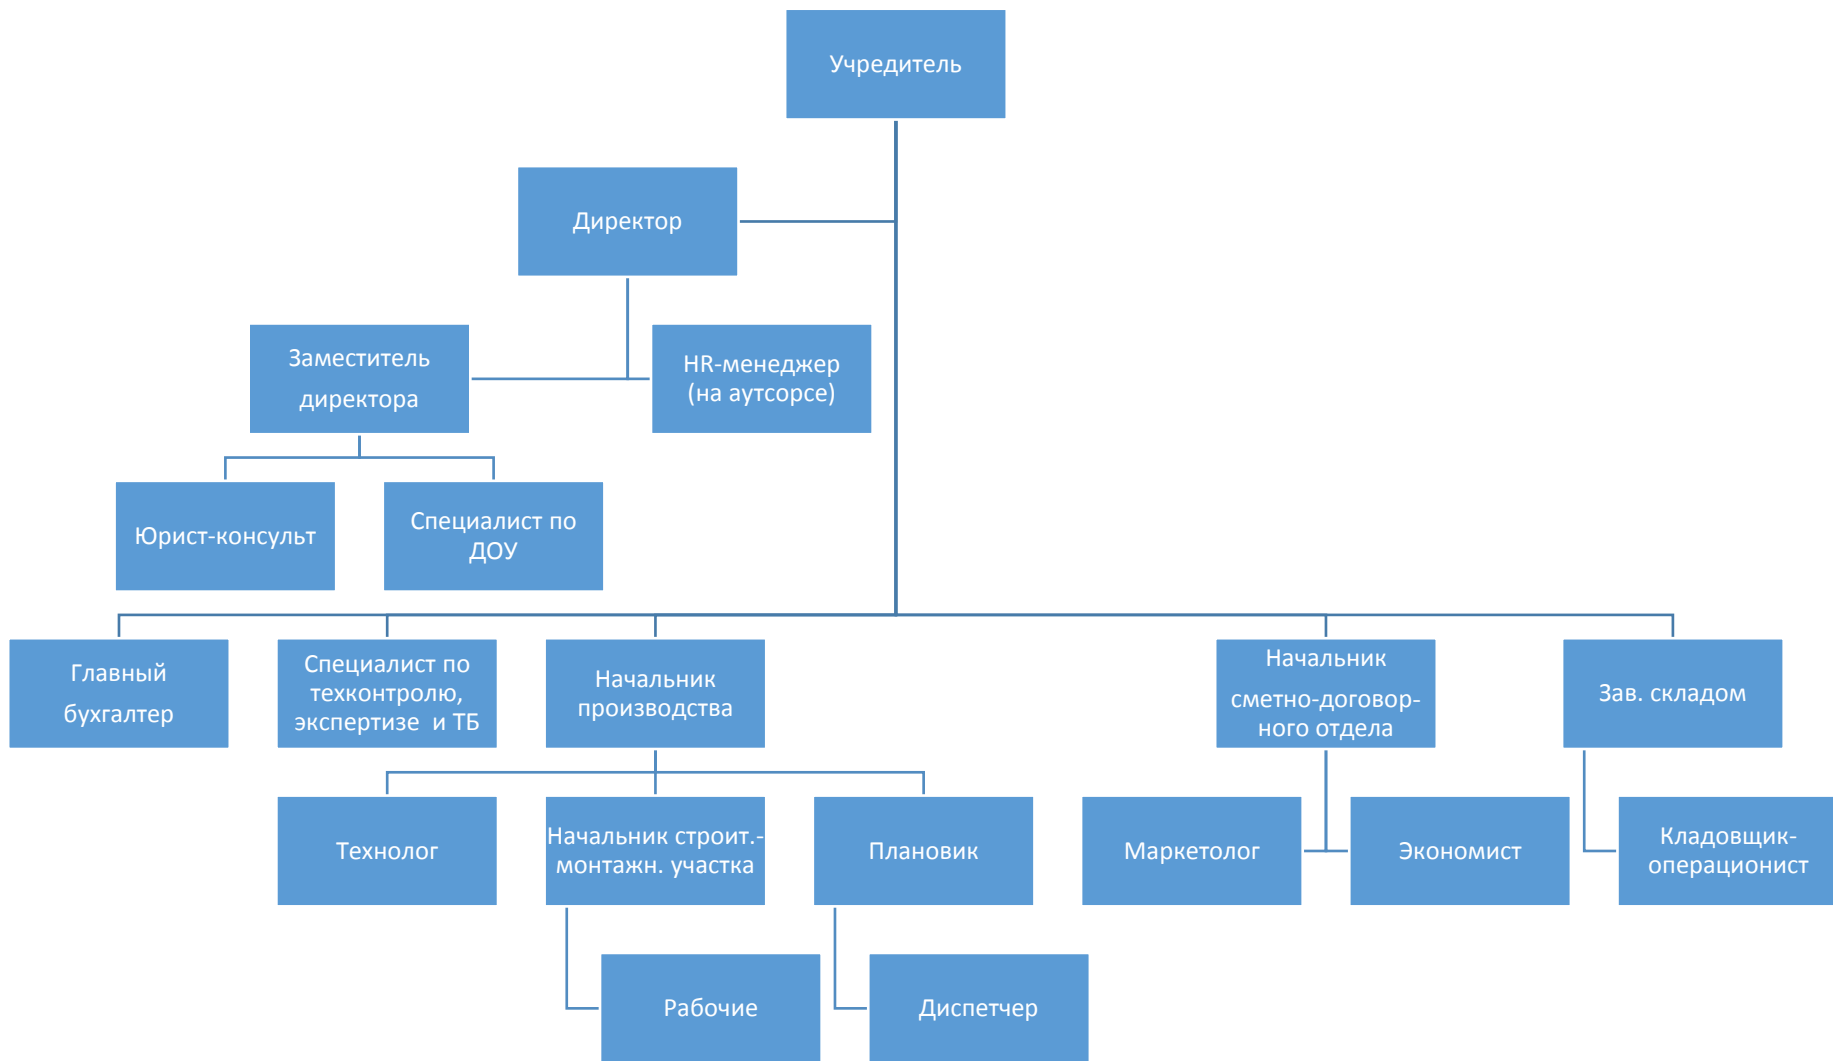 Учредитель
Директор
Заместитель
директора
HR-менеджер
(на аутсорсе)
Юрист-консульт
Специалист по
ДОУ
Главный
бухгалтер
Специалист по
техконтролю,
экспертизе и ТБ
Начальник
производства
Начальник
сметно-договор-
ного отдела
Зав. складом
Технолог
Начальник строит.-
монтажн. участка
Плановик
Маркетолог
Экономист
Кладовщик-
операционист
Рабочие
Диспетчер